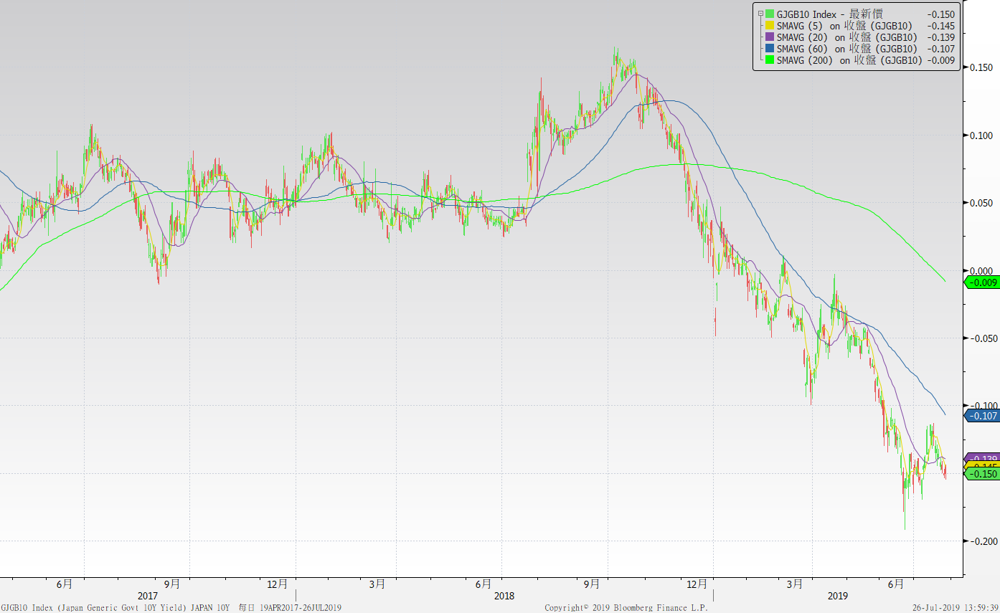 GJGB10 Index - 最新價 -0.150
SMAVG (5) on 收盤 (GJGB10) -0.145
SMAVG (20) on 收盤 (GJGB10) -0.139
SMAVG (60) on 收盤 (GJGB10) -0.107
SMAVG (200) on 收盤 (GJGB10) -0.009
0.150
0.100
0.050
0.000
-0.009
-0.050
-0.100
-0.107
-0.139
-0.145
-0.150
-0.200
6月 9月 12月 3月 6月 9月 12月 3月 6月
2017 2018 2019
GJGB10 Index (Japan Generic Govt 10Y Yield) JAPAN 10Y 每日 19APR2017-26JUL2019 Copyright© 2019 Bloomberg Finance L.P. 26-Jul-2019 13:59:39